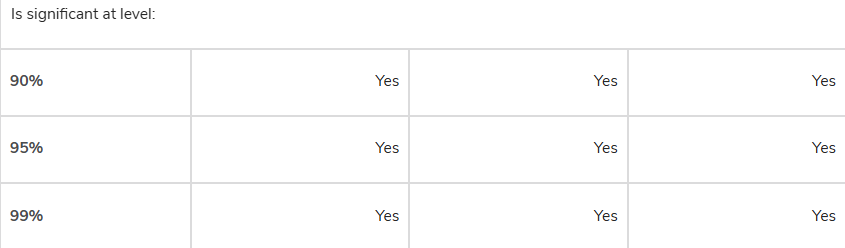 Is significant at level:
90% Yes Yes Yes
95% Yes Yes Yes
99% Yes Yes Yes